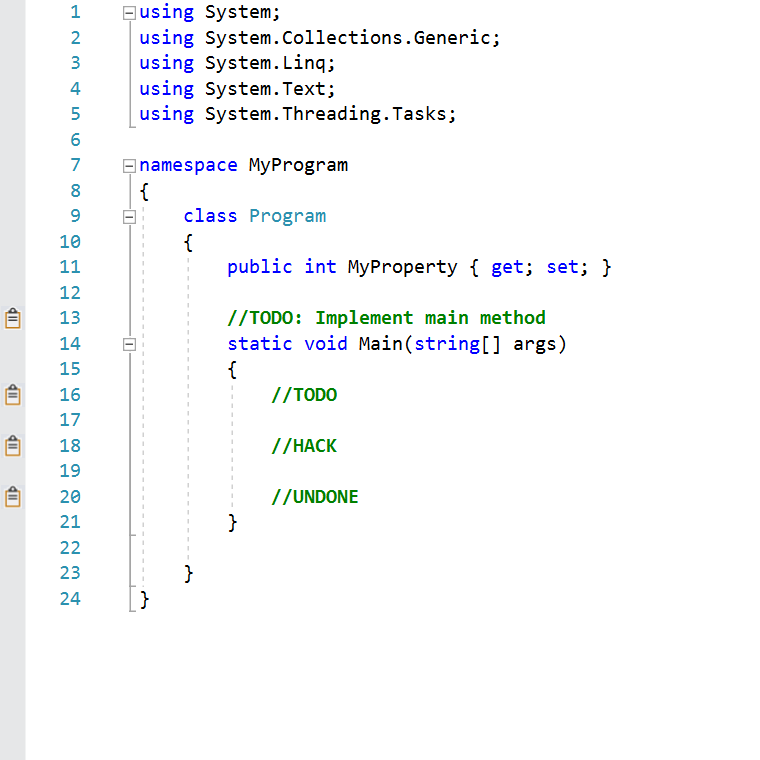 1 using System;
2 using System.Collections.Generic;
3 using System.Linq;
4 using System.Text;
5 using System.Threading.Tasks;
6
7 namespace MyProgram
8 {
9     class Program
10     {
11         public int MyProperty { get; set; }
12
13         //TODO: Implement main method
14         static void Main(string[] args)
15         {
16             //TODO
17
18             //HACK
19
20             //UNDONE
21         }
22
23     }
24 }